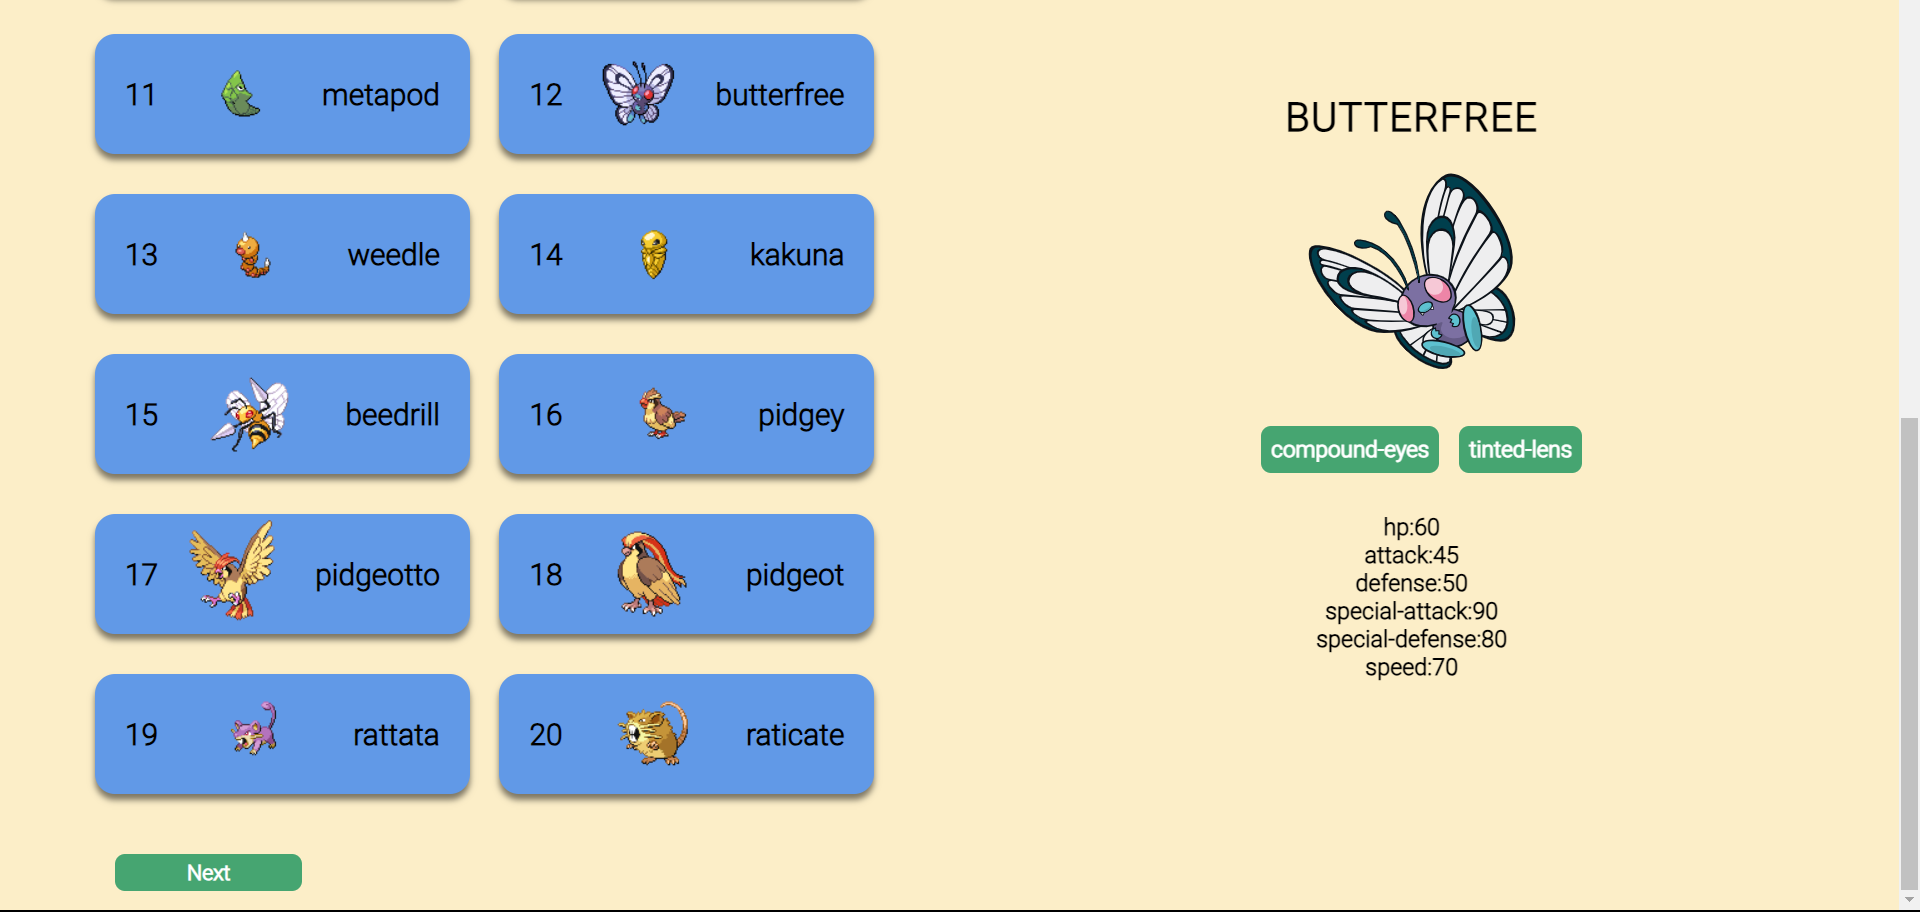 11 metapod
12 butterfree
13 weedle
14 kakuna
15 beedrill
16 pidgey
17 pidgeotto
18 pidgeot
19 rattata
20 raticate
Next
BUTTERFREE
compound-eyes tinted-lens
hp:60
attack:45
defense:50
special-attack:90
special-defense:80
speed:70